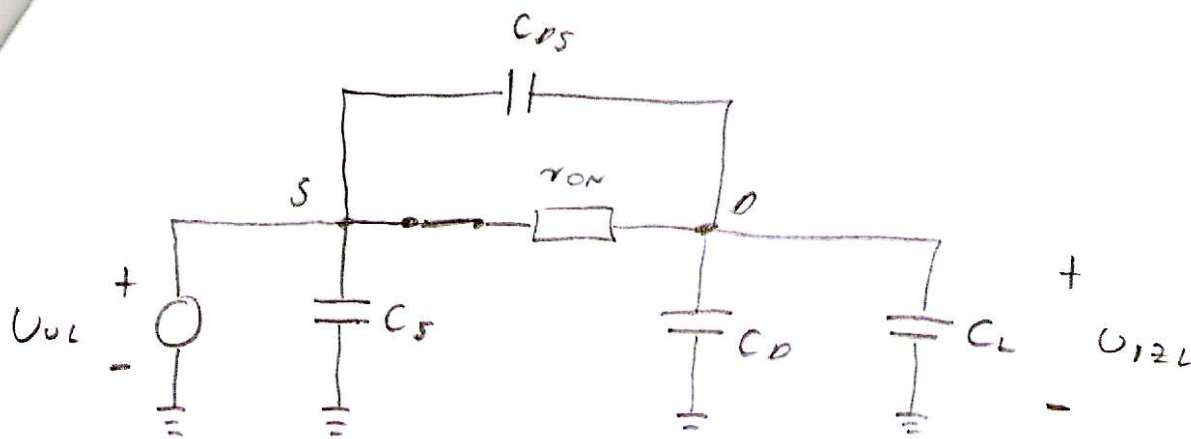 C_DS
S
r_ON
D
+
U_UL
-
C_S
C_D
C_L
+
U_IZL
-